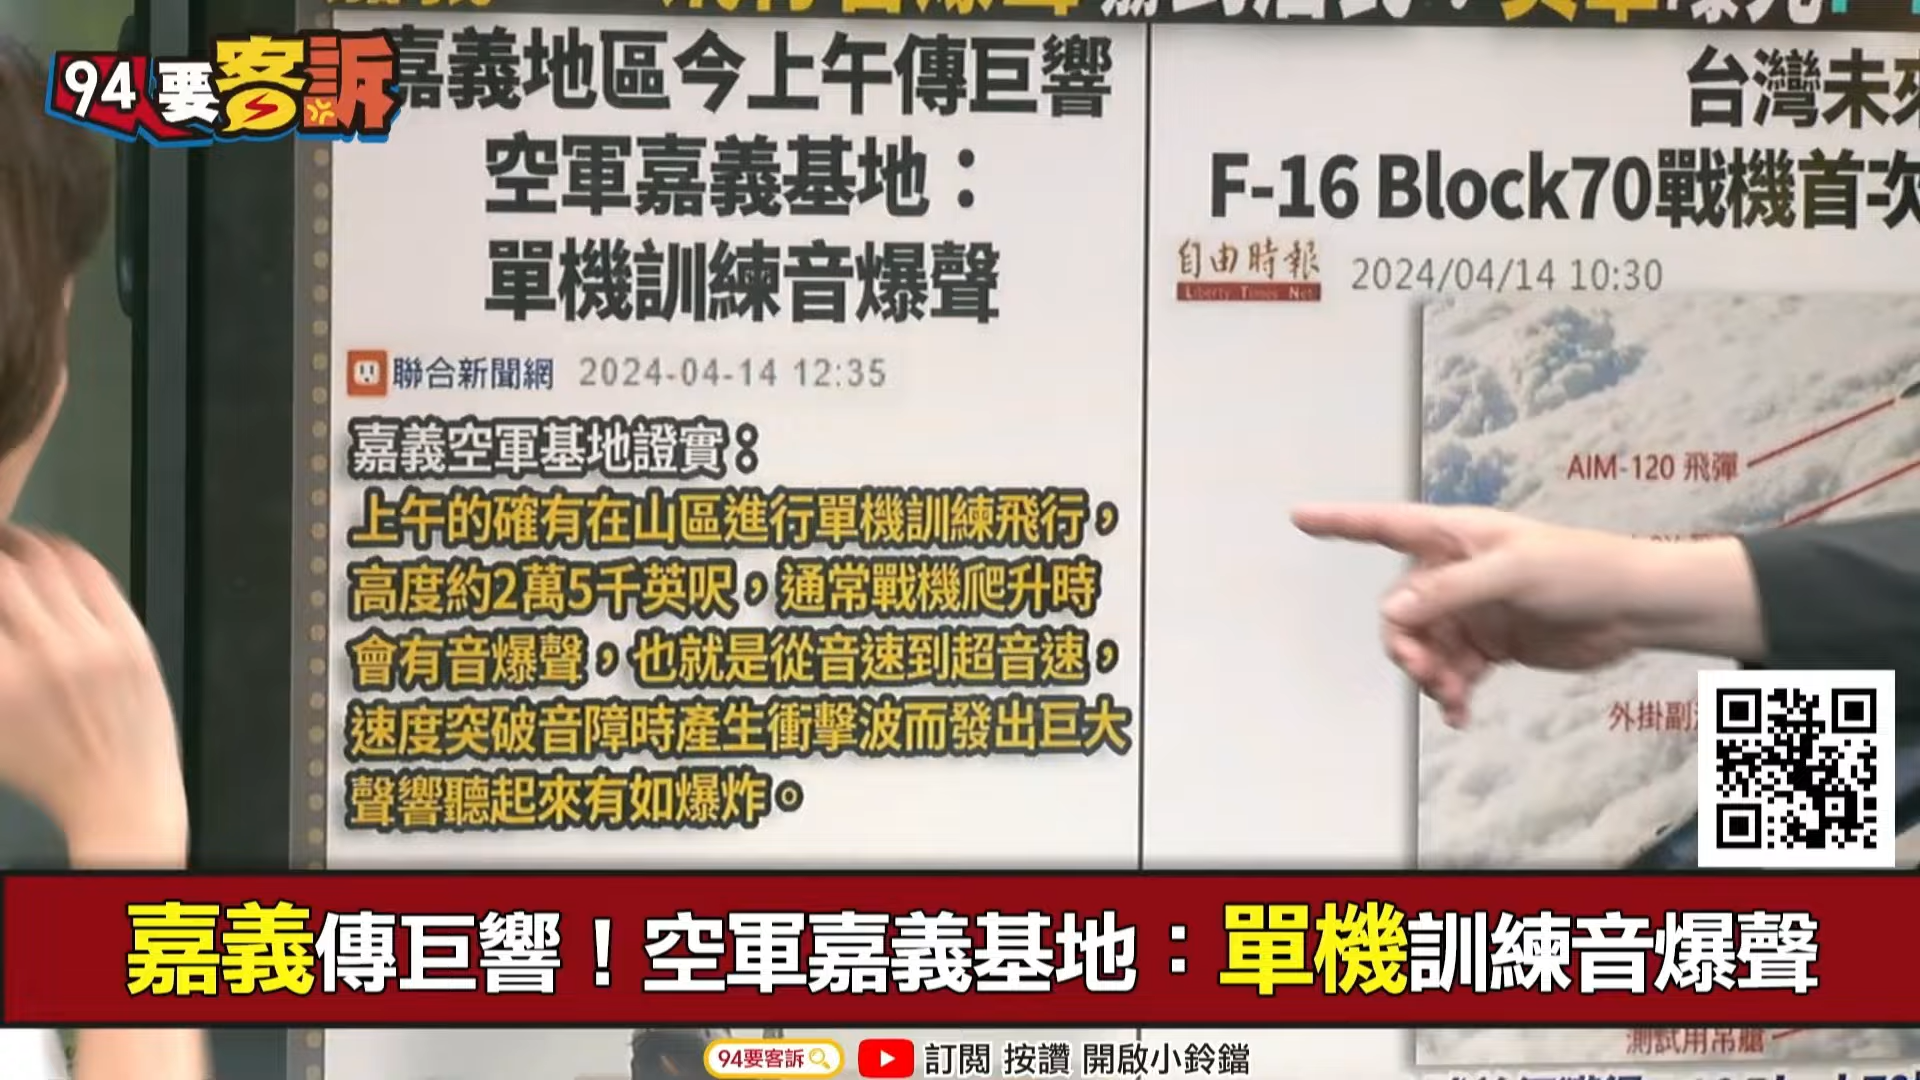 94要客訴
嘉義地區今上午傳巨響
空軍嘉義基地：
單機訓練音爆聲
聯合新聞網 2024-04-14 12:35
嘉義空軍基地證實：
上午的確有在山區進行單機訓練飛行，
高度約2萬5千英呎，通常戰機爬升時
會有音爆聲，也就是從音速到超音速，
速度突破音障時產生衝擊波而發出巨大
聲響聽起來有如爆炸。
台灣未來
F-16 Block70戰機首次
自由時報
Liberty Times Net
2024/04/14 10:30
AIM-120 飛彈
外掛副
測試用吊艙
嘉義傳巨響！空軍嘉義基地：單機訓練音爆聲
94要客訴 訂閱 按讚 開啟小鈴鐺